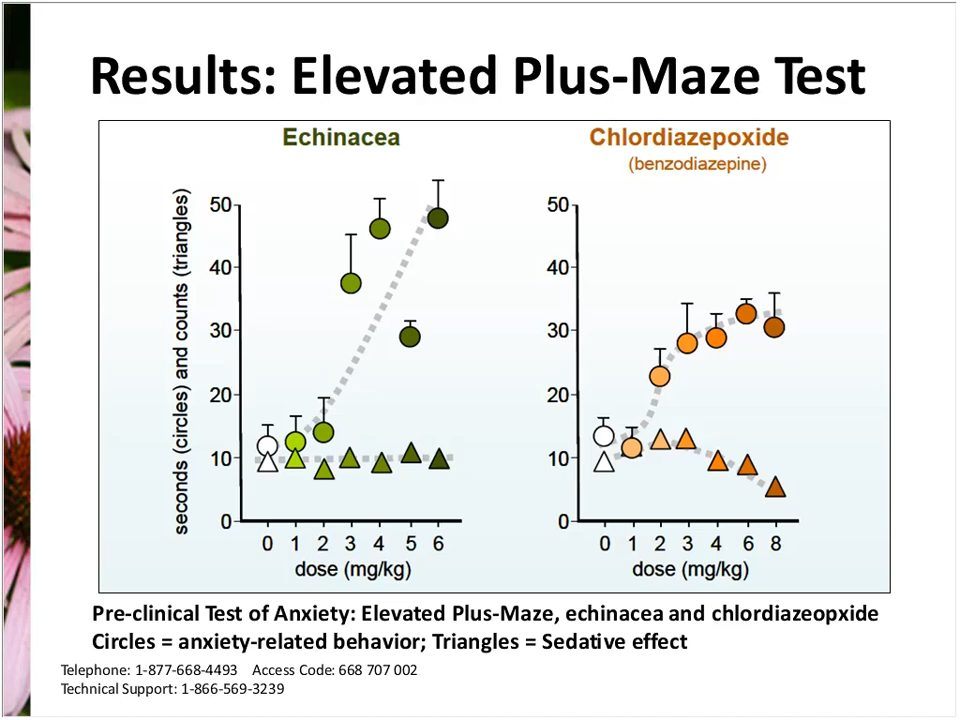 Results: Elevated Plus-Maze Test
Echinacea
Chlordiazepoxide
(benzodiazepine)
seconds (circles) and counts (triangles)
50
40
30
20
10
0
0 1 2 3 4 5 6
dose (mg/kg)
50
40
30
20
10
0
0 1 2 3 4 6 8
dose (mg/kg)
Pre-clinical Test of Anxiety: Elevated Plus-Maze, echinacea and chlordiazeopxide
Circles = anxiety-related behavior; Triangles = Sedative effect
Telephone: 1-877-668-4493 Access Code: 668 707 002
Technical Support: 1-866-569-3239